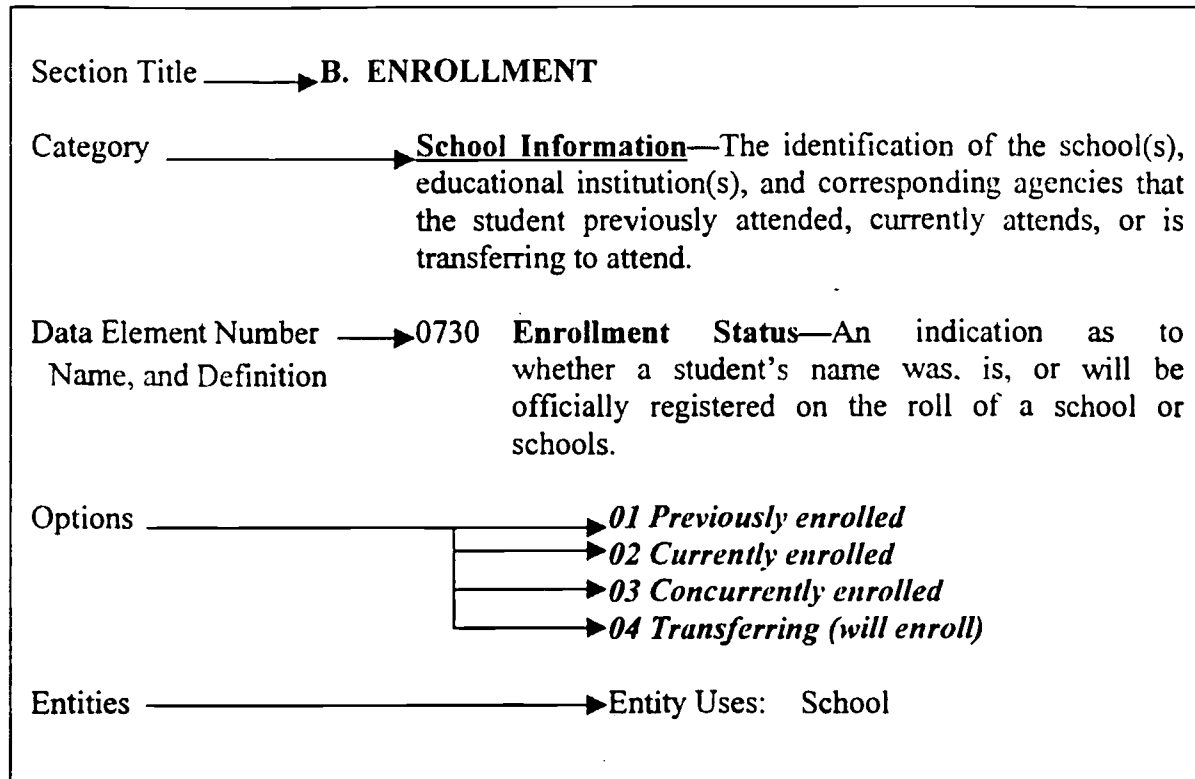 Section Title B. ENROLLMENT
Category School Information—The identification of the school(s),
educational institution(s), and corresponding agencies that
the student previously attended, currently attends, or is
transferring to attend.
Data Element Number 0730 Enrollment Status—An indication as to
Name, and Definition whether a student's name was. is, or will be
officially registered on the roll of a school or
schools.
Options 01 Previously enrolled
02 Currently enrolled
03 Concurrently enrolled
04 Transferring (will enroll)
Entities Entity Uses: School